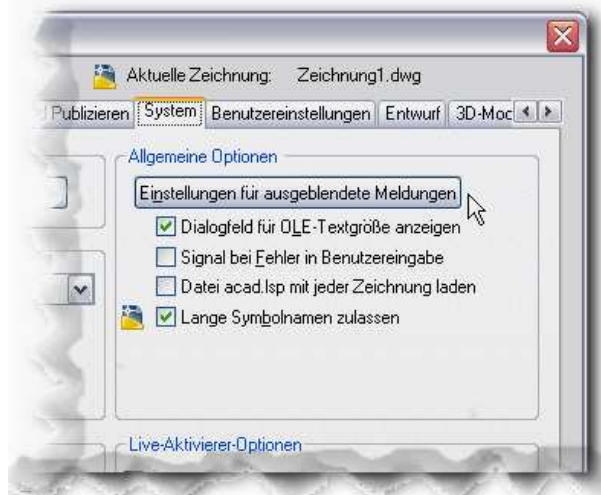 Aktuelle Zeichnung: Zeichnung1.dwg
Publizieren System Benutzereinstellungen Entwurf 3D-Moc
Allgemeine Optionen
Einstellungen für ausgeblendete Meldungen
Dialogfeld für OLE-Textgröße anzeigen
Signal bei Fehler in Benutzereingabe
Datei acad.lsp mit jeder Zeichnung laden
Lange Symbolnamen zulassen
Live-Aktivierer-Optionen